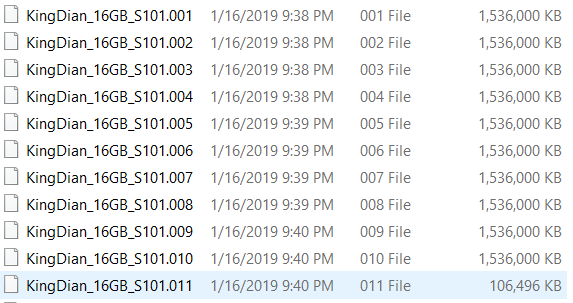 KingDian_16GB_S101.001 1/16/2019 9:38 PM 001 File 1,536,000 KB
KingDian_16GB_S101.002 1/16/2019 9:38 PM 002 File 1,536,000 KB
KingDian_16GB_S101.003 1/16/2019 9:38 PM 003 File 1,536,000 KB
KingDian_16GB_S101.004 1/16/2019 9:38 PM 004 File 1,536,000 KB
KingDian_16GB_S101.005 1/16/2019 9:39 PM 005 File 1,536,000 KB
KingDian_16GB_S101.006 1/16/2019 9:39 PM 006 File 1,536,000 KB
KingDian_16GB_S101.007 1/16/2019 9:39 PM 007 File 1,536,000 KB
KingDian_16GB_S101.008 1/16/2019 9:39 PM 008 File 1,536,000 KB
KingDian_16GB_S101.009 1/16/2019 9:40 PM 009 File 1,536,000 KB
KingDian_16GB_S101.010 1/16/2019 9:40 PM 010 File 1,536,000 KB
KingDian_16GB_S101.011 1/16/2019 9:40 PM 011 File 106,496 KB